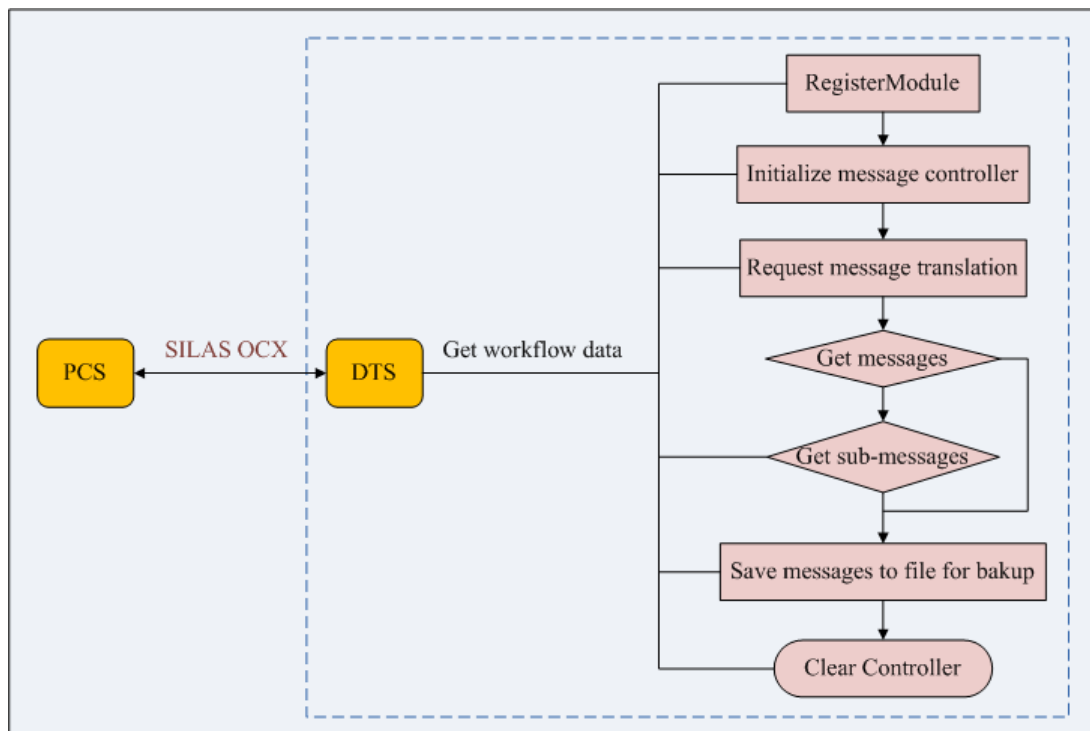 RegisterModule
Initialize message controller
Request message translation
Get messages
Get sub-messages
Save messages to file for bakup
Clear Controller
PCS
SILAS OCX
DTS
Get workflow data